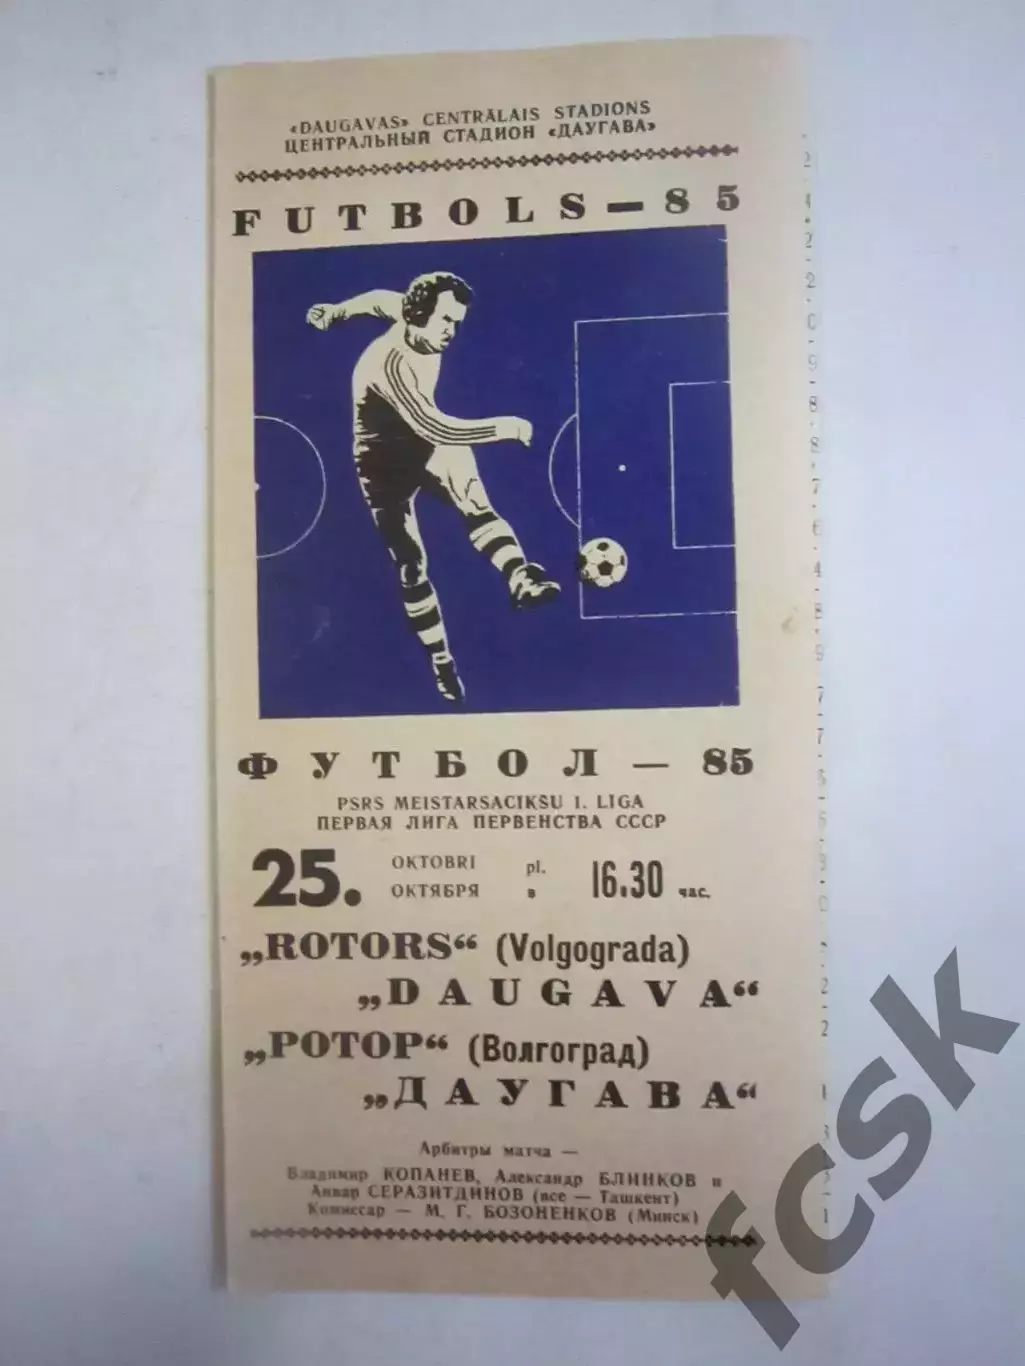 «DAUGAVAS» CENTRĀLAIS STADIONS
ЦЕНТРАЛЬНЫЙ СТАДИОН «ДАУГАВА»
FUTBOLS — 85
ФУТБОЛ — 85
PSRS MEISTARSACIKŠU 1. LIGA
ПЕРВАЯ ЛИГА ПЕРВЕНСТВА СССР
25. OKTOBRI pl. 16.30
ОКТЯБРЯ в час.
„ROTORS“ (Volgograda)
„DAUGAVA“
„РОТОР“ (Волгоград)
„ДАУГАВА“
Арбитры матча —
Владимир КОПАНЕВ, Александр БЛИНКОВ и
Анвар СЕРАЗИТДИНОВ (все — Ташкент)
Комиссар — М. Г. БОЗОНЕНКОВ (Минск)
fcsk